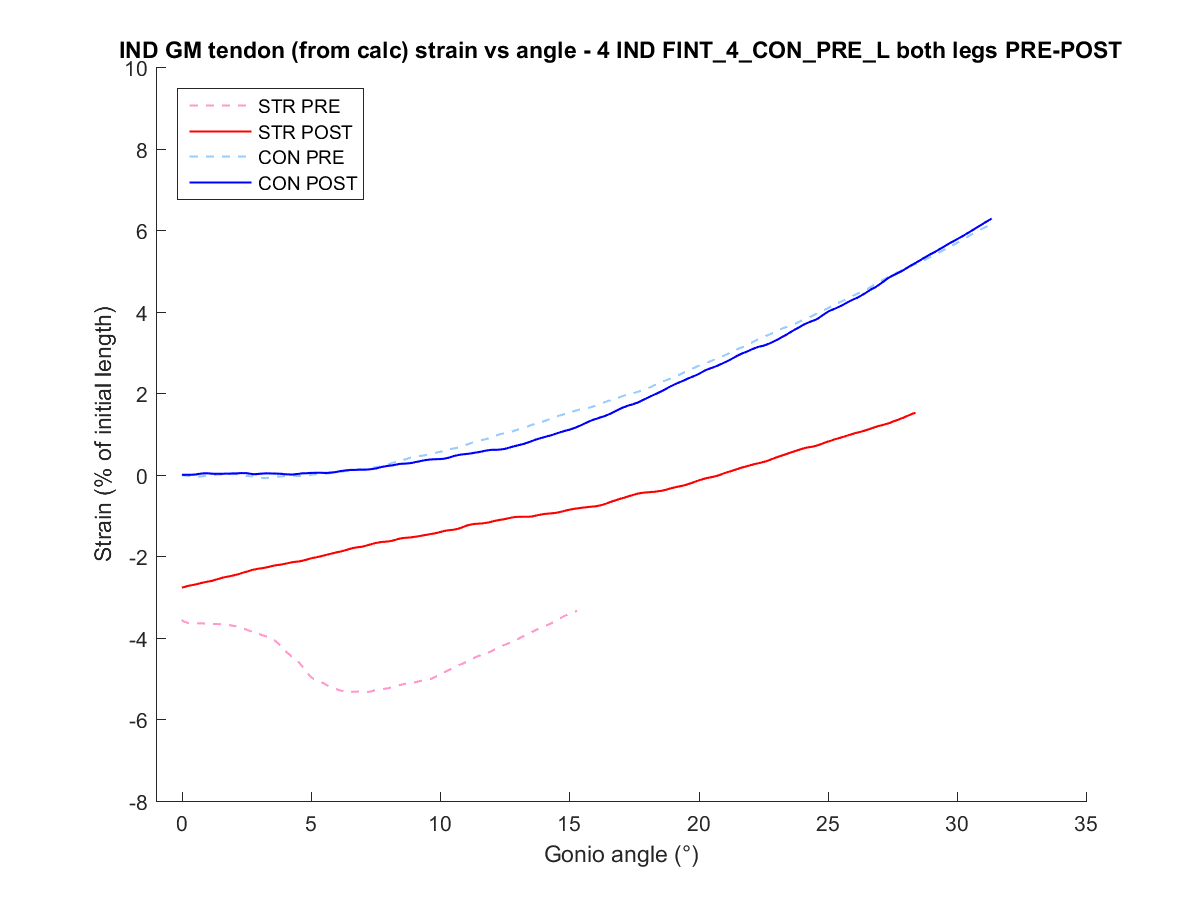 IND GM tendon (from calc) strain vs angle - 4 IND FINT_4_CON_PRE_L both legs PRE-POST
10
8
6
4
2
0
-2
-4
-6
-8
Strain (% of initial length)
STR PRE
STR POST
CON PRE
CON POST
0 5 10 15 20 25 30 35
Gonio angle (°)